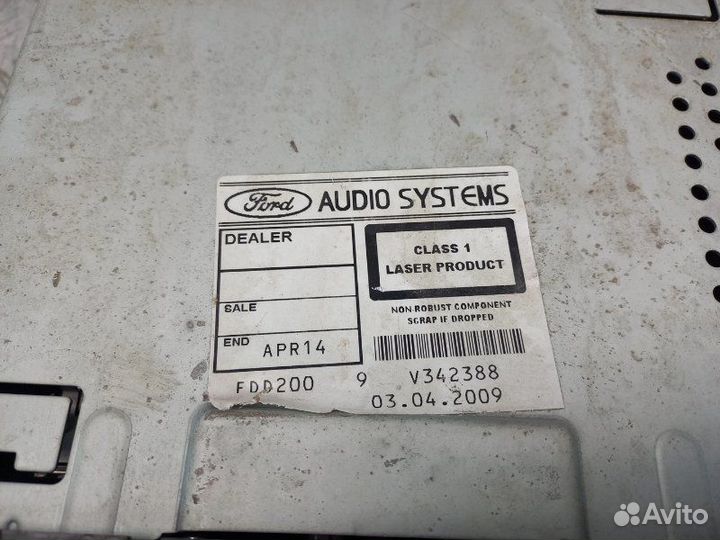 Ford AUDIO SYSTEMS
DEALER
CLASS 1
LASER PRODUCT
SALE
NON-ROBUST COMPONENT
SCRAP IF DROPPED
END APR14
FDD200 9 V342388
03.04.2009
Avito